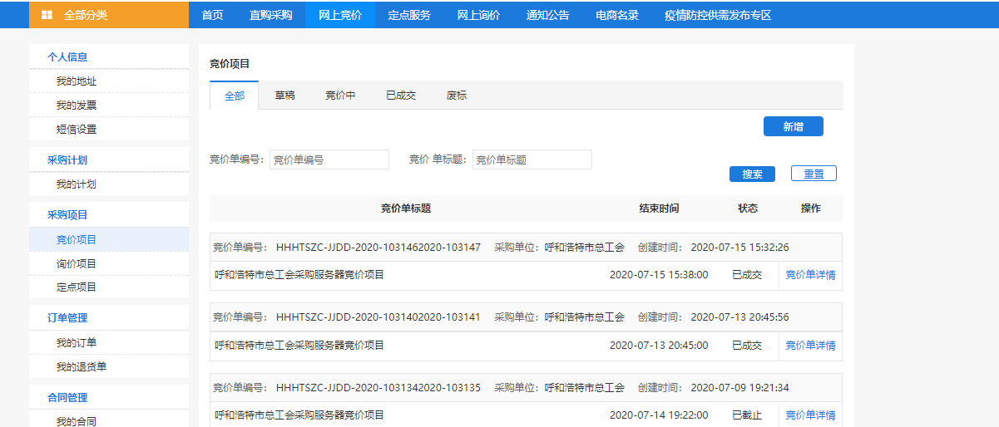 全部分类 首页 直购采购 网上竞价 定点服务 网上询价 通知公告 电商名录 疫情防控供需发布专区
个人信息
我的地址
我的发票
短信设置
采购计划
我的计划
采购项目
竞价项目
询价项目
定点项目
订单管理
我的订单
我的退货单
合同管理
我的合同
竞价项目
全部 草稿 竞价中 已成交 废标
新增
竞价单编号： 竞价单编号 竞价 单标题： 竞价单标题
搜索 重置
竞价单标题 结束时间 状态 操作
竞价单编号： HHHTSZC-JJDD-2020-1031462020-103147 采购单位：呼和浩特市总工会 创建时间： 2020-07-15 15:32:26
呼和浩特市总工会采购服务器竞价项目 2020-07-15 15:38:00 已成交 竞价单详情
竞价单编号： HHHTSZC-JJDD-2020-1031402020-103141 采购单位：呼和浩特市总工会 创建时间： 2020-07-13 20:45:56
呼和浩特市总工会采购服务器竞价项目 2020-07-13 20:45:00 已成交 竞价单详情
竞价单编号： HHHTSZC-JJDD-2020-1031342020-103135 采购单位：呼和浩特市总工会 创建时间： 2020-07-09 19:21:34
呼和浩特市总工会采购服务器竞价项目 2020-07-14 19:22:00 已截止 竞价单详情